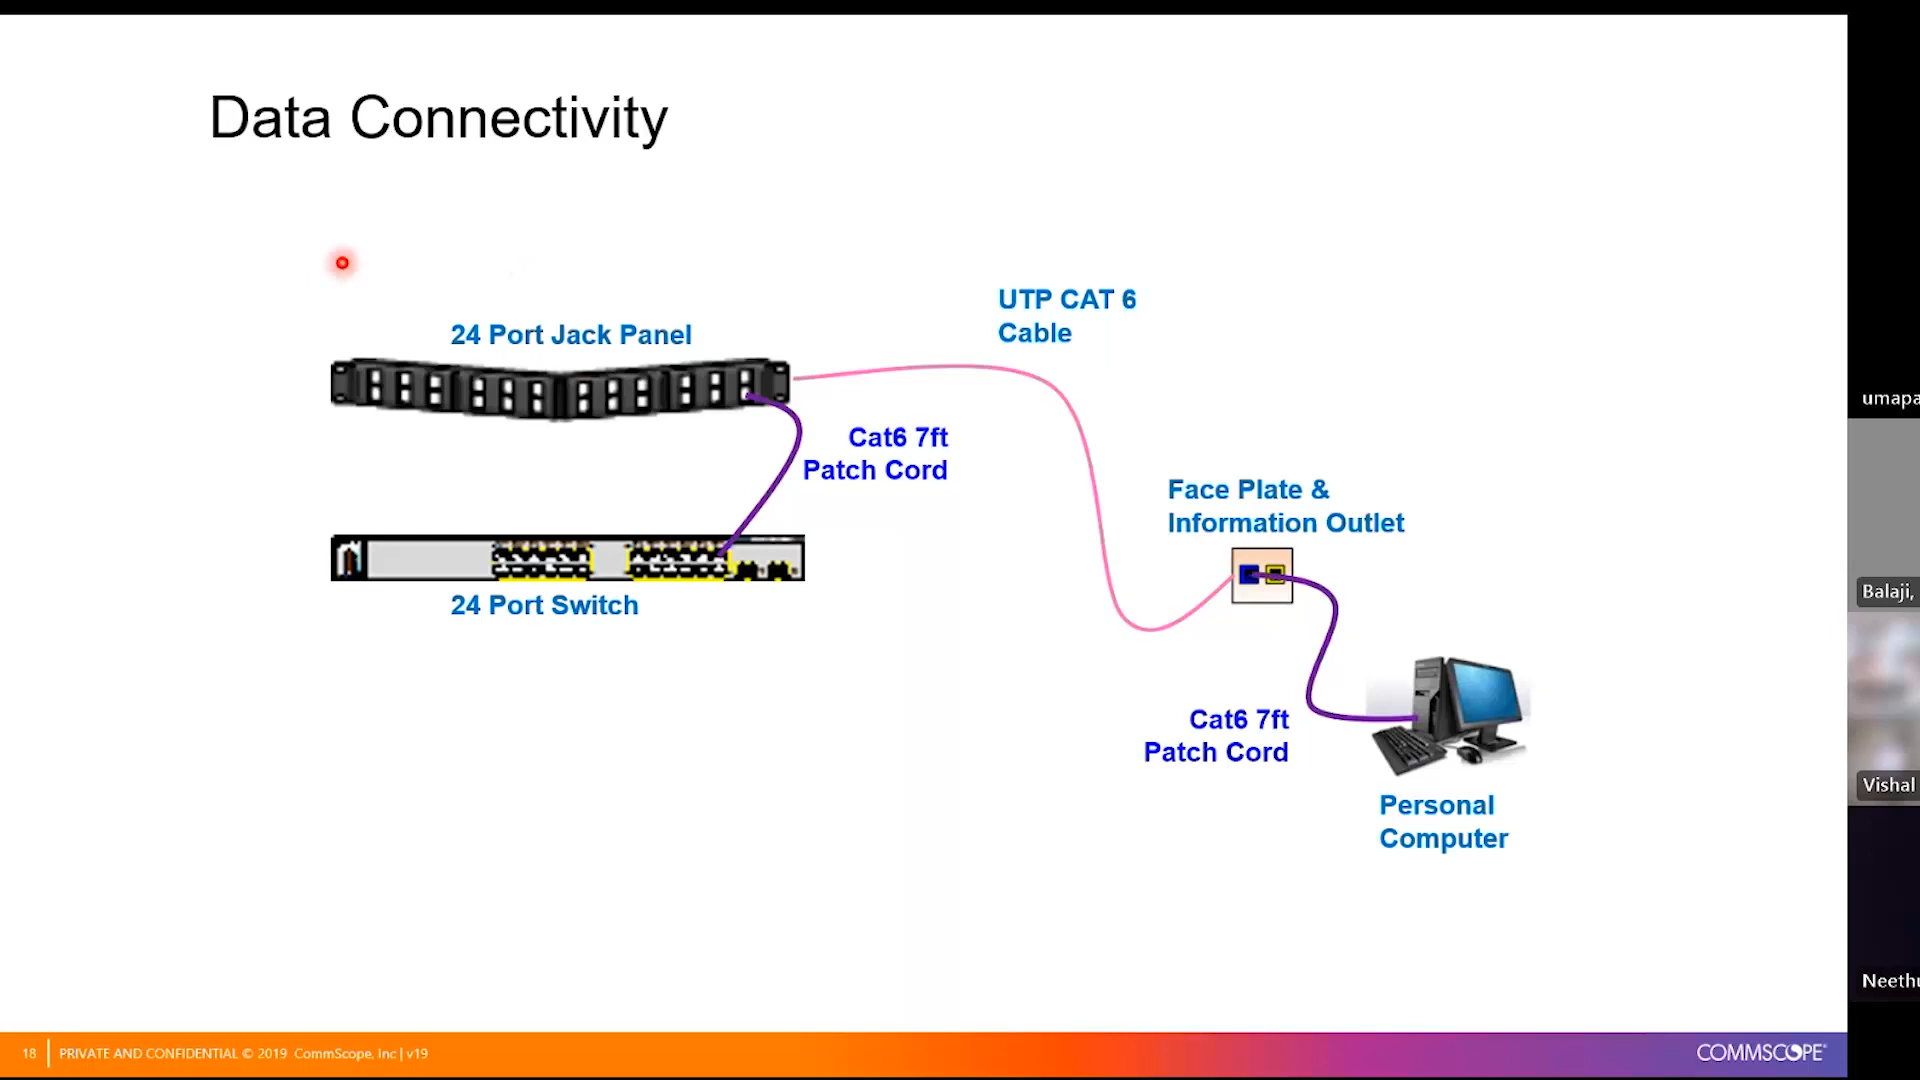 Data Connectivity
24 Port Jack Panel
UTP CAT 6
Cable
Cat6 7ft
Patch Cord
Face Plate &
Information Outlet
24 Port Switch
Cat6 7ft
Patch Cord
Personal
Computer
umapa
Balaji,
Vishal
Neethu
18
PRIVATE AND CONFIDENTIAL © 2019 CommScope, Inc | v19
COMMSCOPE®